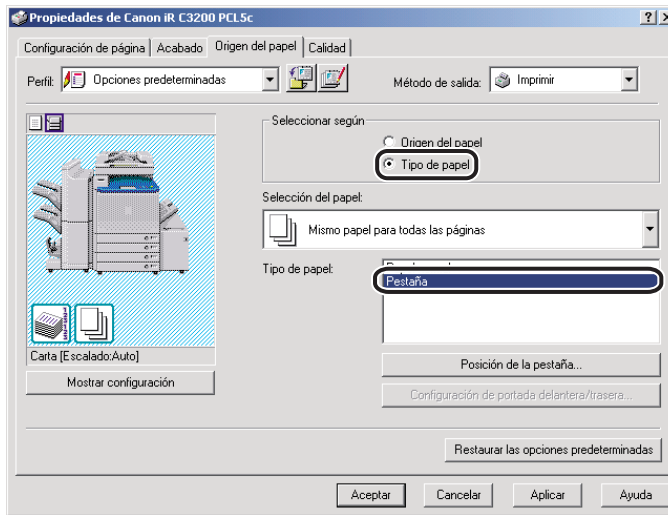 Propiedades de Canon iR C3200 PCL5c
Configuración de página Acabado Origen del papel Calidad
Perfil: Opciones predeterminadas Método de salida: Imprimir
Seleccionar según
Origen del papel
Tipo de papel
Selección del papel:
Mismo papel para todas las páginas
Tipo de papel:
Pestaña
Carta [Escalado:Auto]
Posición de la pestaña...
Mostrar configuración
Configuración de portada delantera/trasera...
Restaurar las opciones predeterminadas
Aceptar Cancelar Aplicar Ayuda